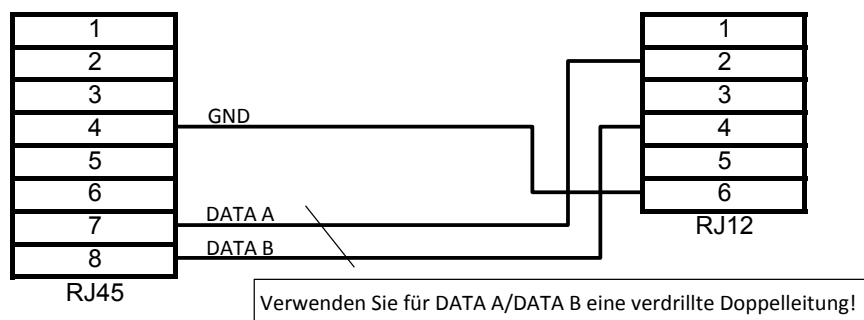 1
2
3
4
5
6
7
8
RJ45
GND
DATA A
DATA B
1
2
3
4
5
6
RJ12
Verwenden Sie für DATA A/DATA B eine verdrillte Doppelleitung!